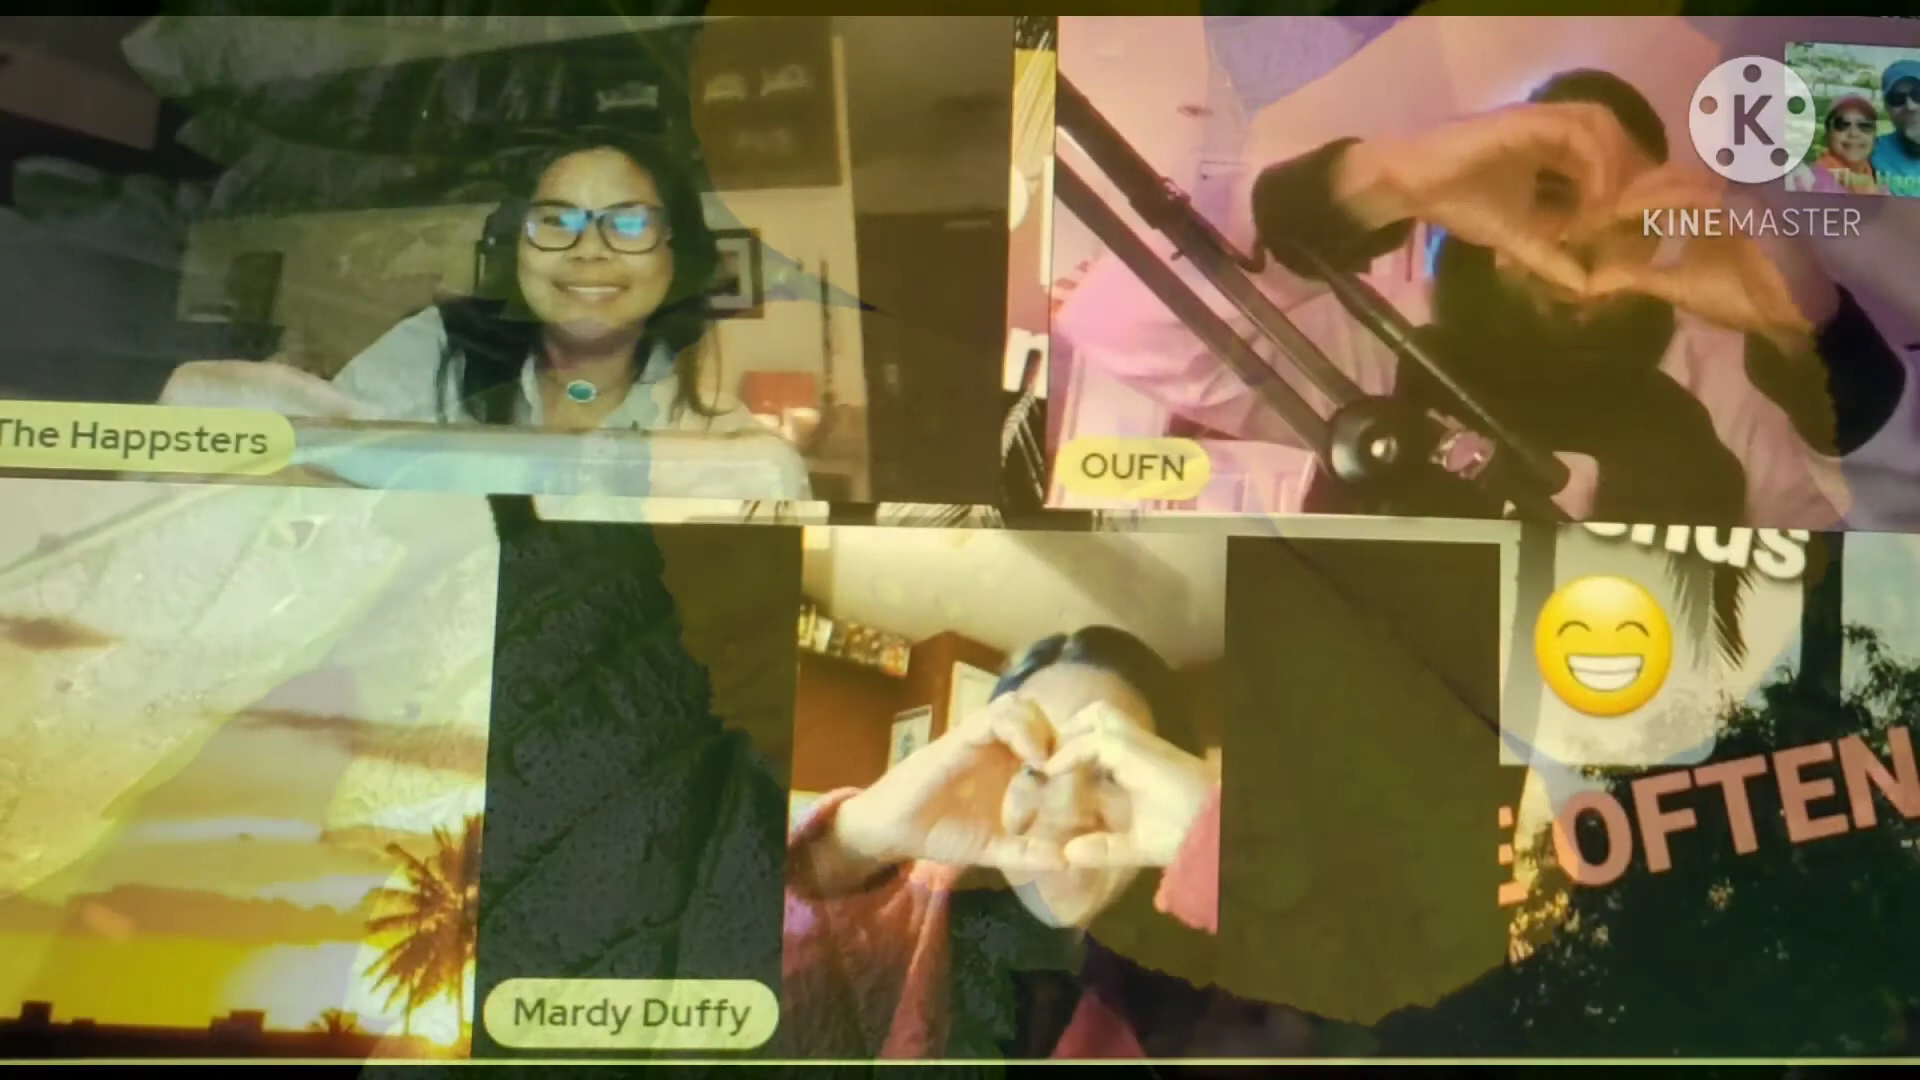 K
KINEMASTER
The Happsters
OUFN
OFTEN
Mardy Duffy